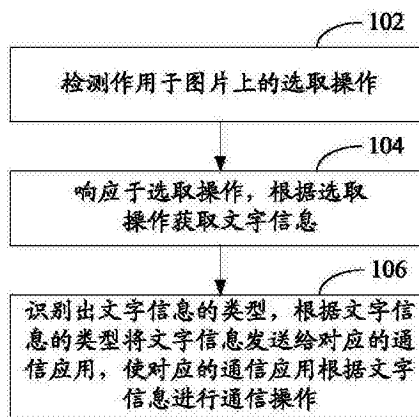 102
检测作用于图片上的选取操作
104
响应于选取操作，根据选取
操作获取文字信息
106
识别出文字信息的类型，根据文字信
息的类型将文字信息发送给对应的通
信应用，使对应的通信应用根据文字
信息进行通信操作